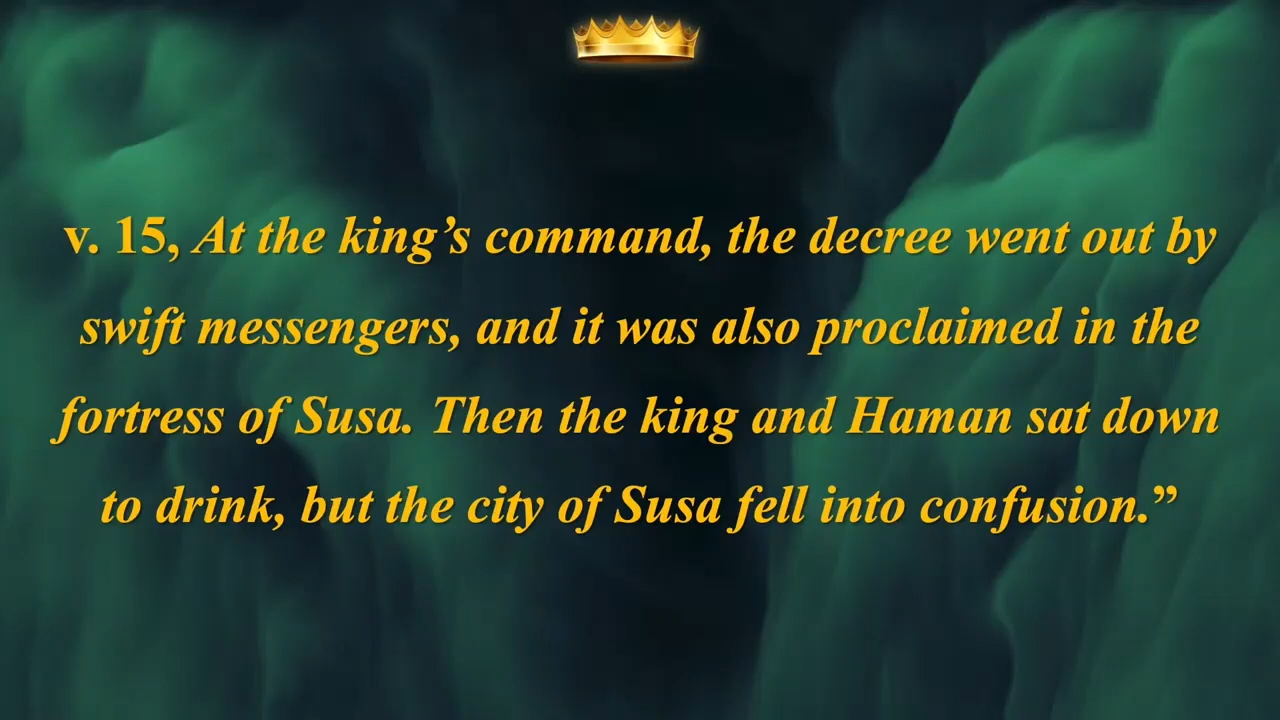 v. 15, At the king’s command, the decree went out by
swift messengers, and it was also proclaimed in the
fortress of Susa. Then the king and Haman sat down
to drink, but the city of Susa fell into confusion.”